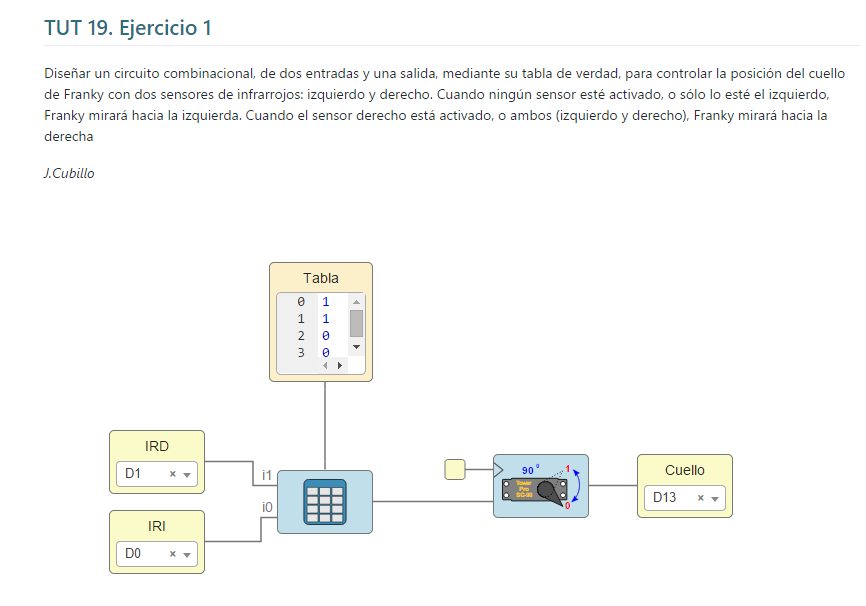 TUT 19. Ejercicio 1
Diseñar un circuito combinacional, de dos entradas y una salida, mediante su tabla de verdad, para controlar la posición del cuello
de Franky con dos sensores de infrarrojos: izquierdo y derecho. Cuando ningún sensor esté activado, o sólo lo esté el izquierdo,
Franky mirará hacia la izquierda. Cuando el sensor derecho está activado, o ambos (izquierdo y derecho), Franky mirará hacia la
derecha
J.Cubillo
Tabla
0 1
1 1
2 0
3 0
IRD
D1
i1
IRI
D0
i0
90º
1
Tower
Pro
SG-90
0
Cuello
D13